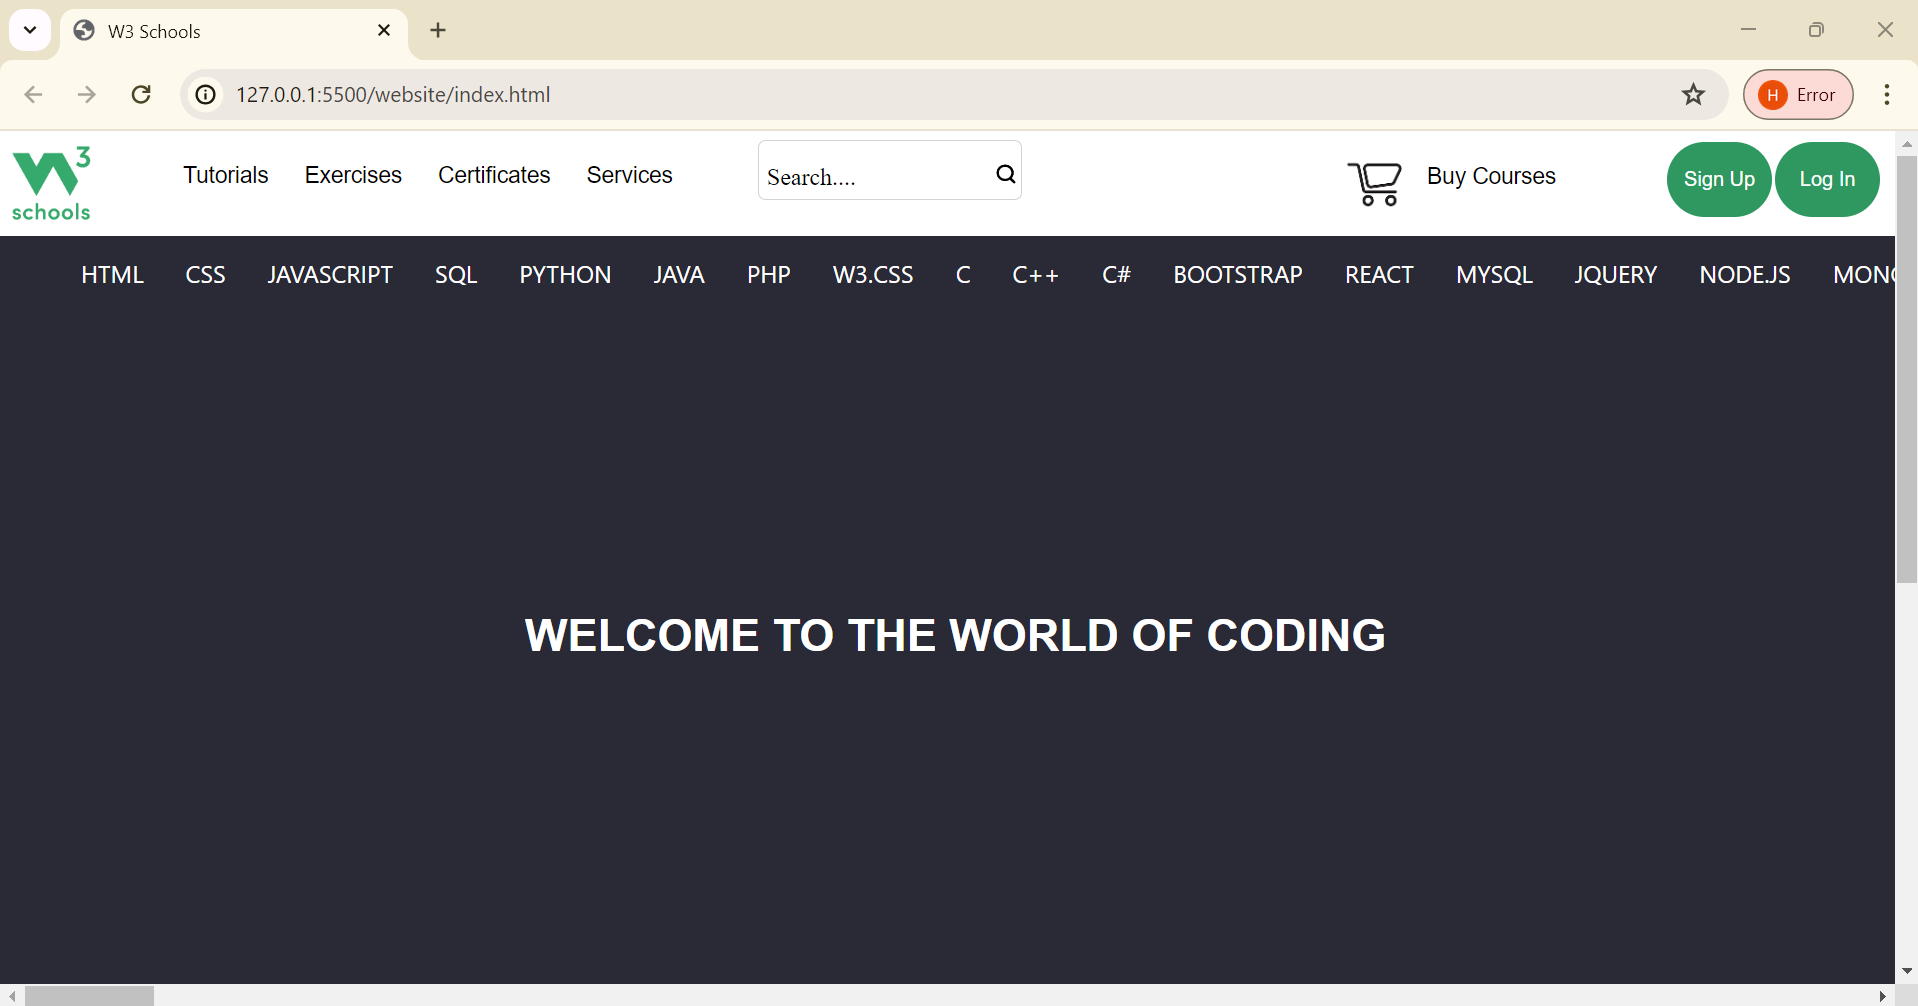 W3 Schools
127.0.0.1:5500/website/index.html
H Error
W3 schools
Tutorials Exercises Certificates Services Search.... Buy Courses Sign Up Log In
HTML CSS JAVASCRIPT SQL PYTHON JAVA PHP W3.CSS C C++ C# BOOTSTRAP REACT MYSQL JQUERY NODE.JS MONG
WELCOME TO THE WORLD OF CODING